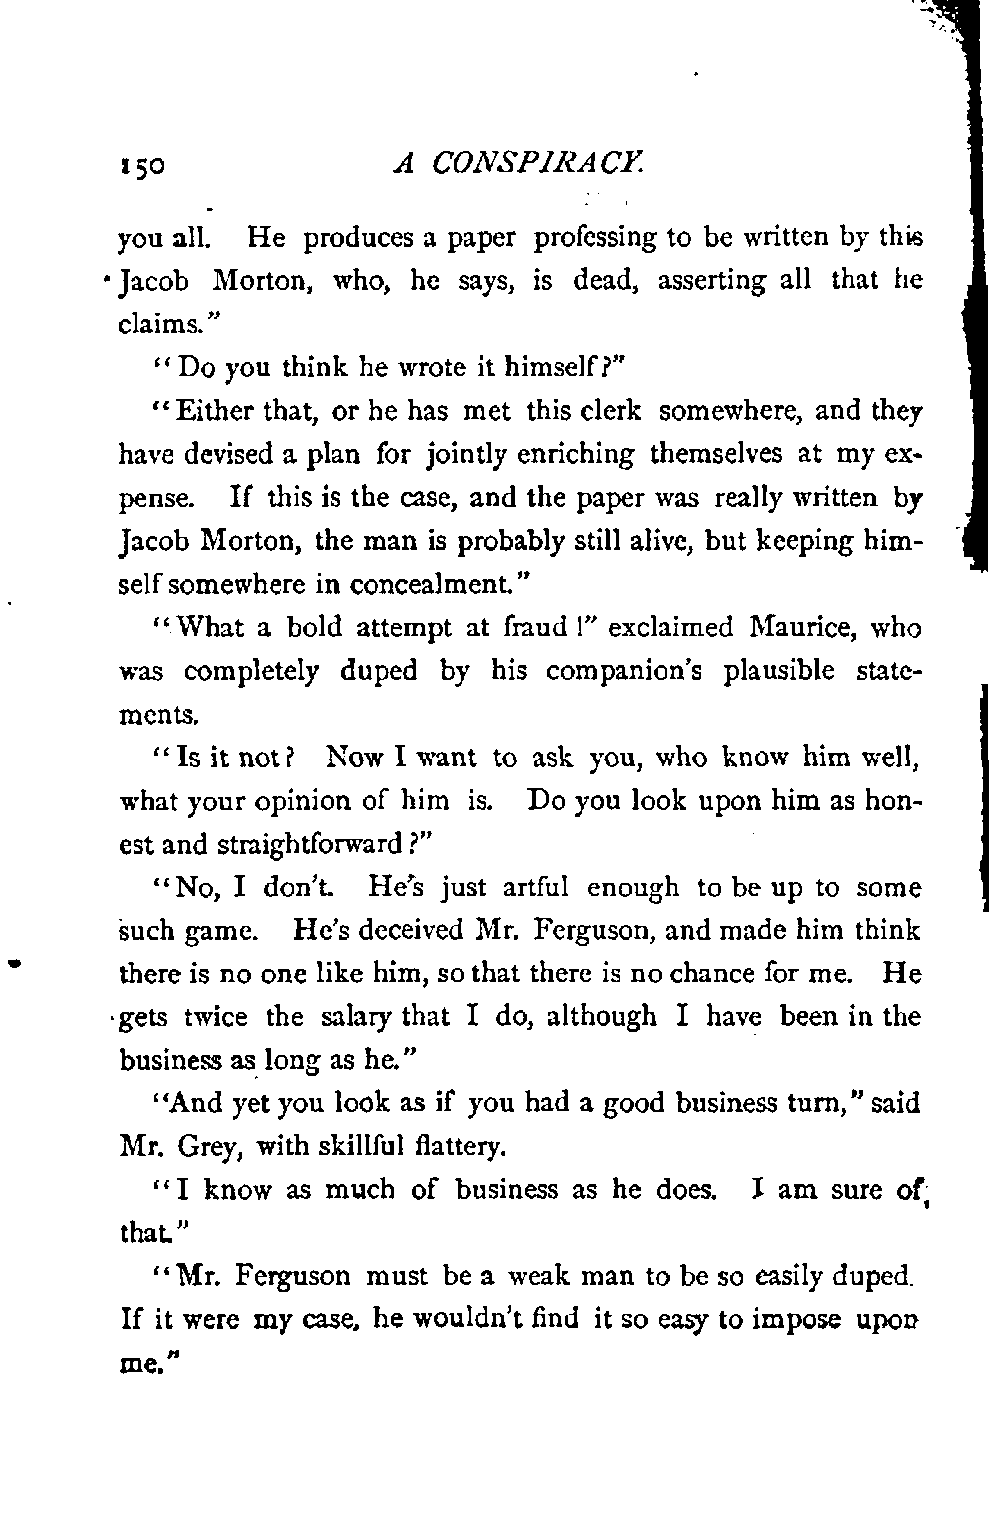 150 A CONSPIRACY.
you all. He produces a paper professing to be written by this
Jacob Morton, who, he says, is dead, asserting all that he
claims."
"Do you think he wrote it himself?"
"Either that, or he has met this clerk somewhere, and they
have devised a plan for jointly enriching themselves at my ex-
pense. If this is the case, and the paper was really written by
Jacob Morton, the man is probably still alive, but keeping him-
self somewhere in concealment."
"What a bold attempt at fraud!" exclaimed Maurice, who
was completely duped by his companion's plausible state-
ments.
"Is it not? Now I want to ask you, who know him well,
what your opinion of him is. Do you look upon him as hon-
est and straightforward?"
"No, I don't. He's just artful enough to be up to some
such game. He's deceived Mr. Ferguson, and made him think
there is no one like him, so that there is no chance for me. He
gets twice the salary that I do, although I have been in the
business as long as he."
"And yet you look as if you had a good business turn," said
Mr. Grey, with skillful flattery.
"I know as much of business as he does. I am sure of
that."
"Mr. Ferguson must be a weak man to be so easily duped.
If it were my case, he wouldn't find it so easy to impose upon
me."